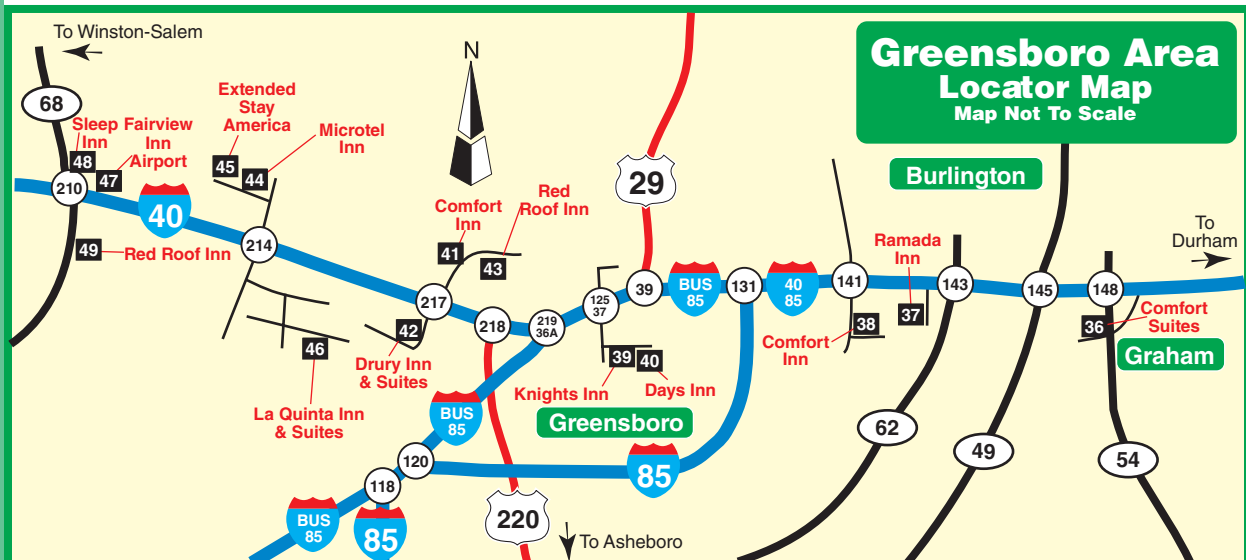 To Winston-Salem
N
Greensboro Area
Locator Map
Map Not To Scale
68
Extended
Stay
America
Microtel
Inn
Sleep
Inn
Fairview
Inn
Airport
48
47
45
44
210
40
29
Burlington
Red
Roof Inn
Comfort
Inn
To
Durham
49
Red Roof Inn
214
41
43
Ramada
Inn
217
218
219
36A
125
37
39
BUS
85
131
40
85
141
143
145
148
42
Drury Inn
& Suites
46
La Quinta Inn
& Suites
39
40
Knights Inn
Days Inn
38
Comfort
Inn
37
36
Comfort
Suites
Graham
Greensboro
BUS
85
62
49
54
120
118
85
BUS
85
85
220
To Asheboro